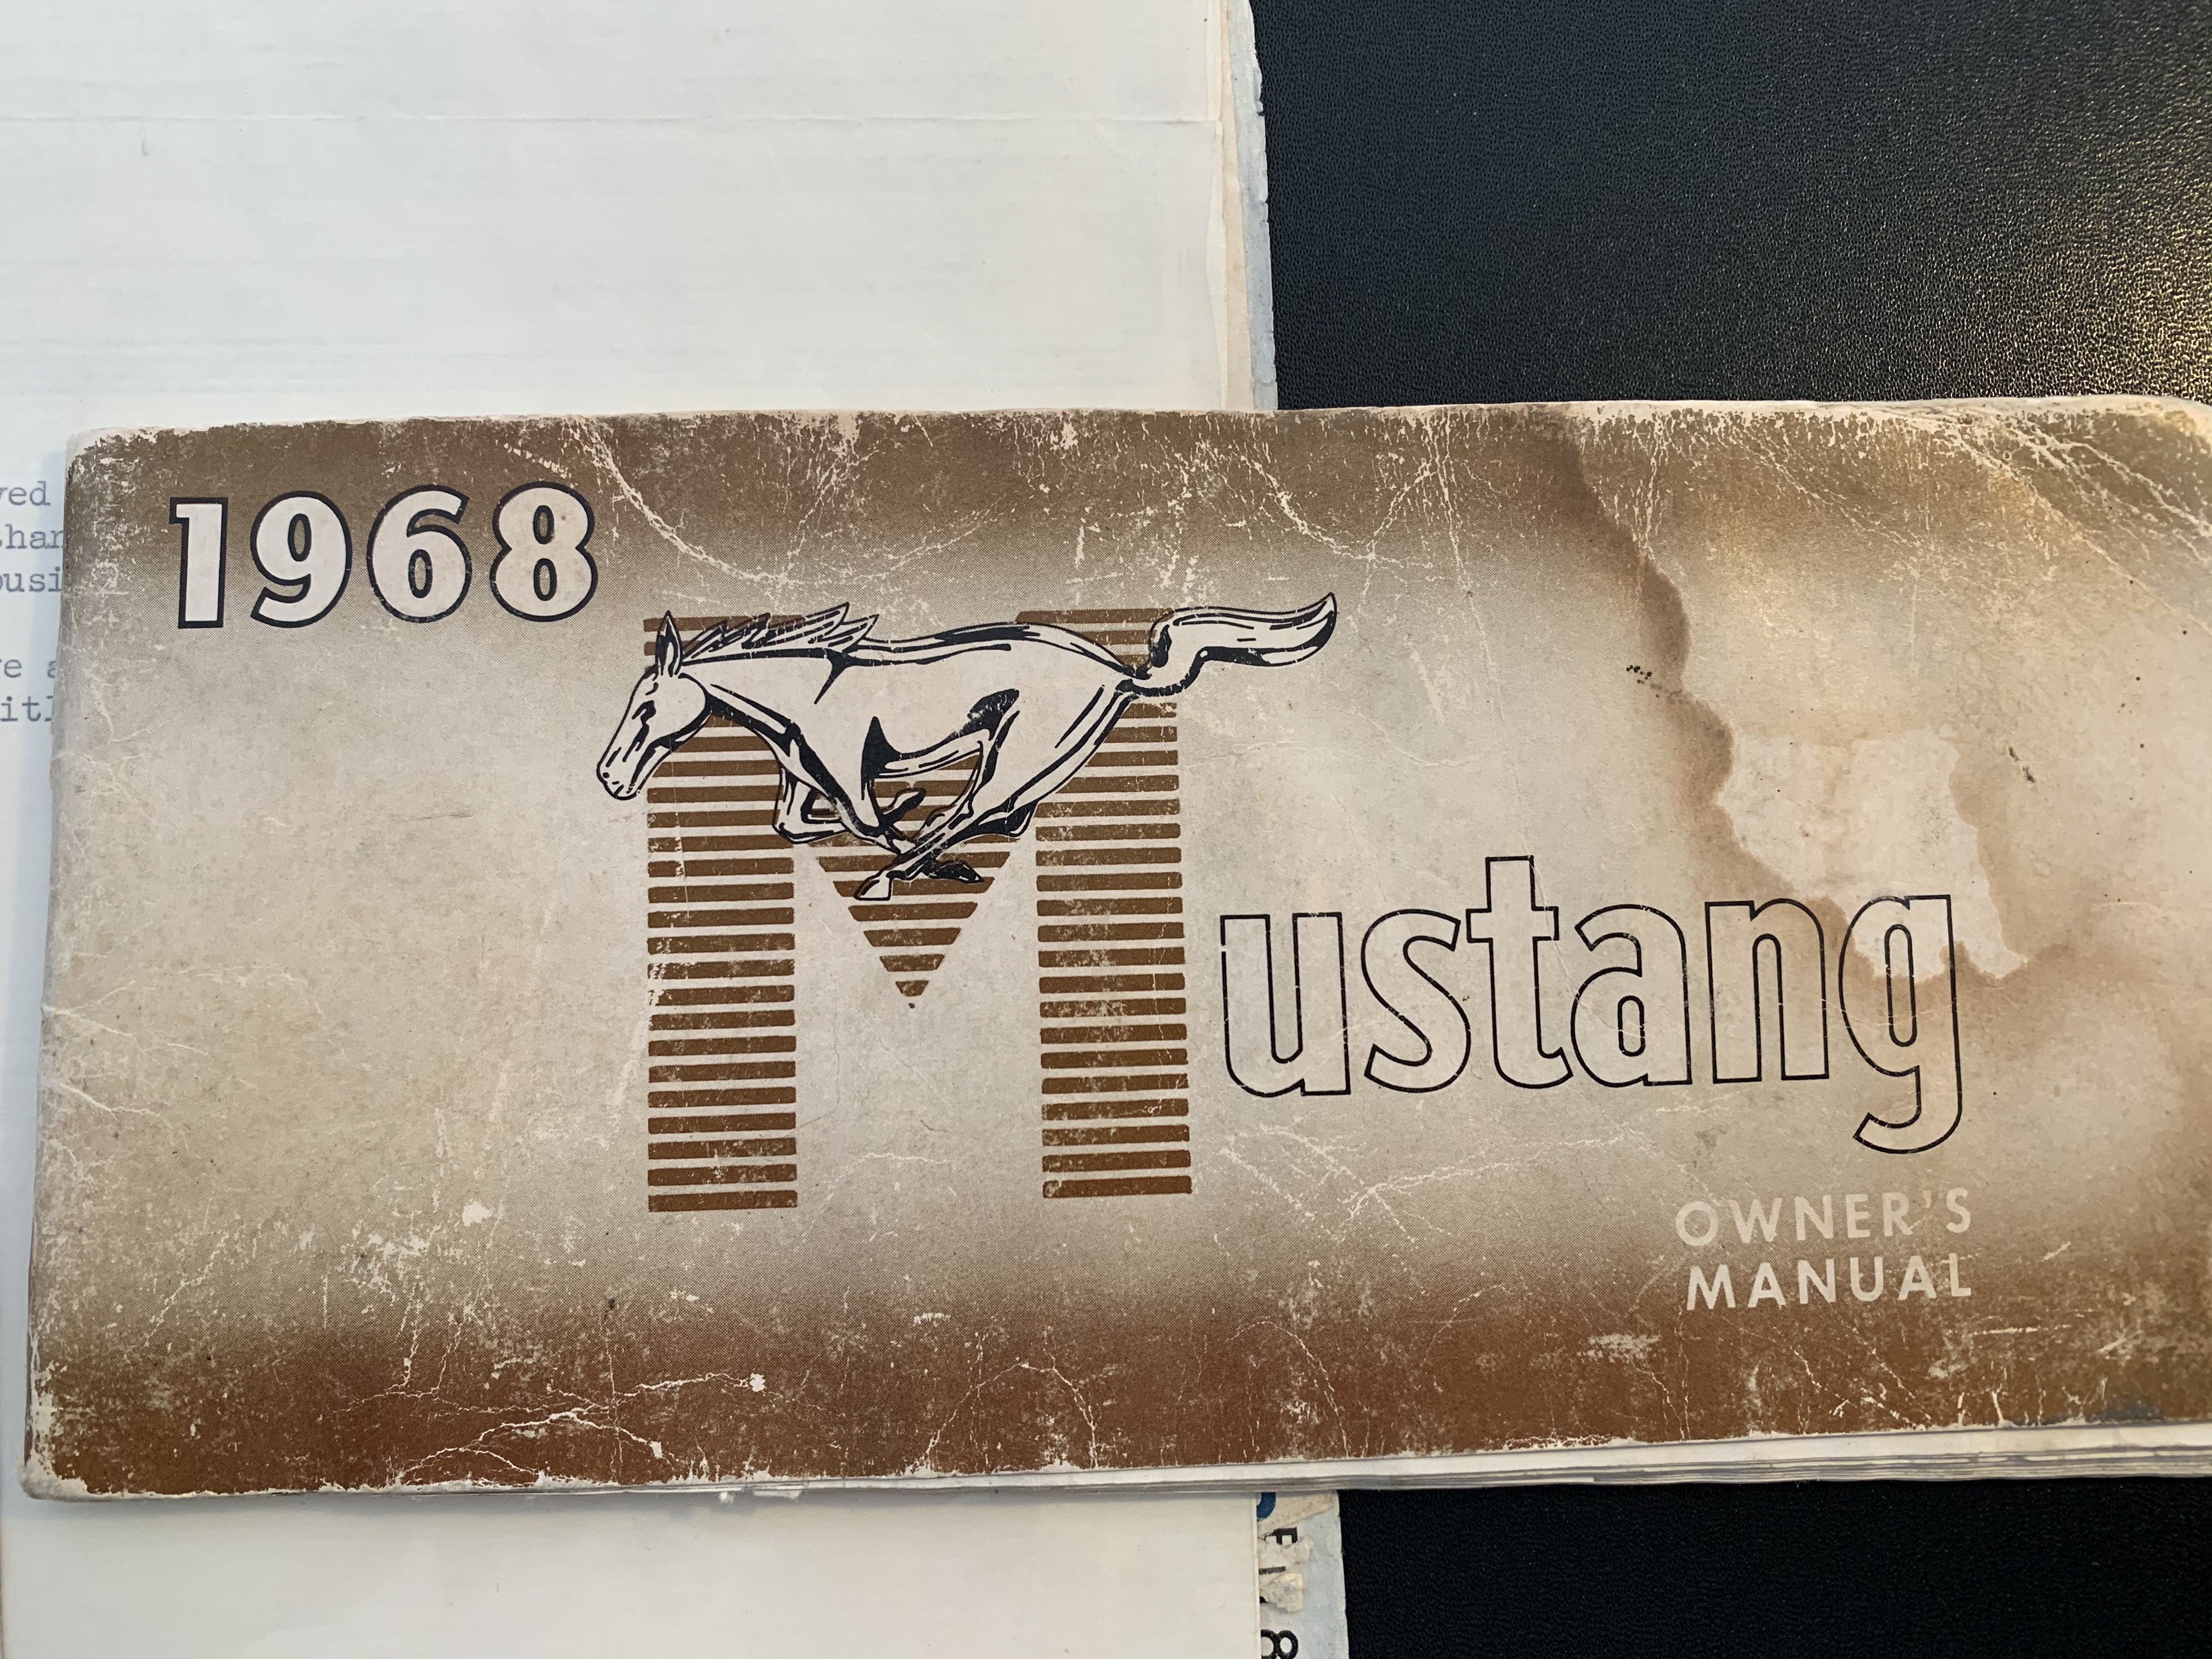 1968
Mustang
OWNER'S
MANUAL